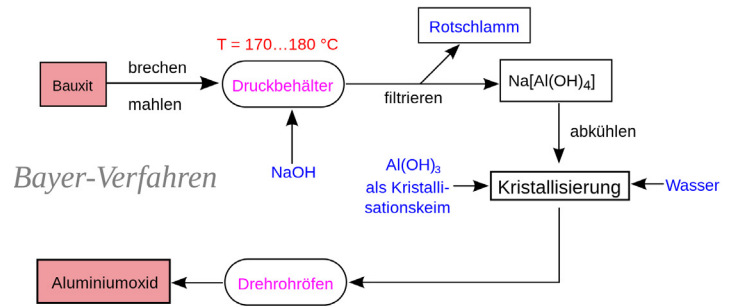 Rotschlamm
T = 170...180 °C
brechen
Bauxit
mahlen
Druckbehälter
filtrieren
Na[Al(OH)₄]
abkühlen
NaOH
Bayer-Verfahren
Al(OH)₃
als Kristalli-
sationskeim
Kristallisierung
Wasser
Aluminiumoxid
Drehrohröfen